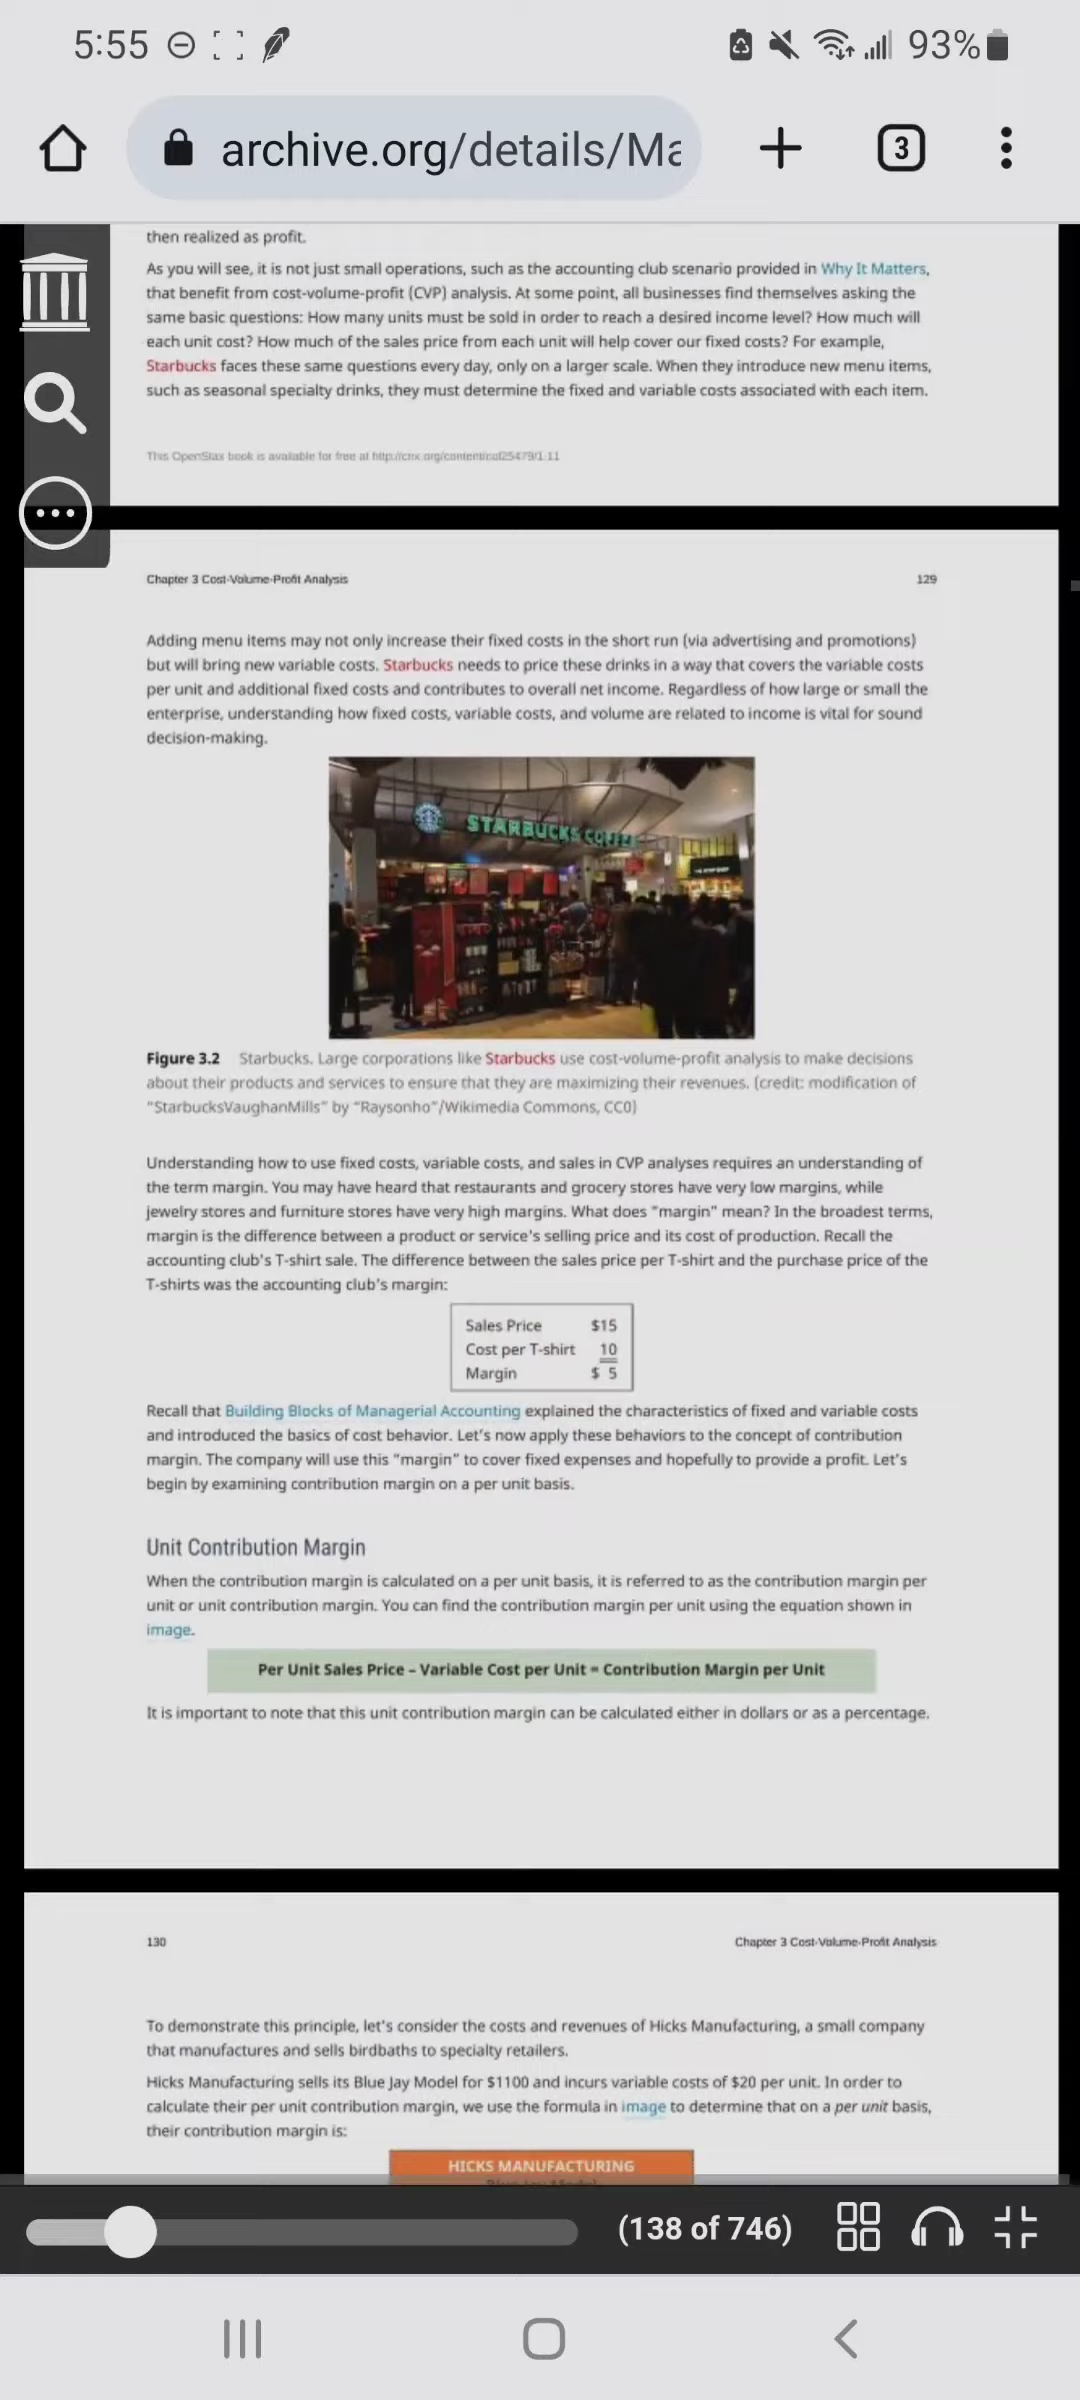 5:55
93%
archive.org/details/Ma
3
then realized as profit.
As you will see, it is not just small operations, such as the accounting club scenario provided in Why It Matters,
that benefit from cost-volume-profit (CVP) analysis. At some point, all businesses find themselves asking the
same basic questions: How many units must be sold in order to reach a desired income level? How much will
each unit cost? How much of the sales price from each unit will help cover our fixed costs? For example,
Starbucks faces these same questions every day, only on a larger scale. When they introduce new menu items,
such as seasonal specialty drinks, they must determine the fixed and variable costs associated with each item.
This OpenStax book is available for free at
Chapter 3 Cost-Volume-Profit Analysis
129
Adding menu items may not only increase their fixed costs in the short run (via advertising and promotions)
but will bring new variable costs. Starbucks needs to price these drinks in a way that covers the variable costs
per unit and additional fixed costs and contributes to overall net income. Regardless of how large or small the
enterprise, understanding how fixed costs, variable costs, and volume are related to income is vital for sound
decision-making.
STARBUCKS COFFEE
Figure 3.2 Starbucks. Large corporations like Starbucks use cost-volume-profit analysis to make decisions
about their products and services to ensure that they are maximizing their revenues. (credit: modification of
"StarbucksVaughanMills" by "Raysonho"/Wikimedia Commons, CC0)
Understanding how to use fixed costs, variable costs, and sales in CVP analyses requires an understanding of
the term margin. You may have heard that restaurants and grocery stores have very low margins, while
jewelry stores and furniture stores have very high margins. What does "margin" mean? In the broadest terms,
margin is the difference between a product or service's selling price and its cost of production. Recall the
accounting club's T-shirt sale. The difference between the sales price per T-shirt and the purchase price of the
T-shirts was the accounting club's margin:
Sales Price $15
Cost per T-shirt 10
Margin $ 5
Recall that Building Blocks of Managerial Accounting explained the characteristics of fixed and variable costs
and introduced the basics of cost behavior. Let's now apply these behaviors to the concept of contribution
margin. The company will use this "margin" to cover fixed expenses and hopefully to provide a profit. Let's
begin by examining contribution margin on a per unit basis.
Unit Contribution Margin
When the contribution margin is calculated on a per unit basis, it is referred to as the contribution margin per
unit or unit contribution margin. You can find the contribution margin per unit using the equation shown in
image.
Per Unit Sales Price – Variable Cost per Unit = Contribution Margin per Unit
It is important to note that this unit contribution margin can be calculated either in dollars or as a percentage.
130
Chapter 3 Cost-Volume-Profit Analysis
To demonstrate this principle, let's consider the costs and revenues of Hicks Manufacturing, a small company
that manufactures and sells birdbaths to specialty retailers.
Hicks Manufacturing sells its Blue Jay Model for $1100 and incurs variable costs of $20 per unit. In order to
calculate their per unit contribution margin, we use the formula in image to determine that on a per unit basis,
their contribution margin is:
HICKS MANUFACTURING
(138 of 746)